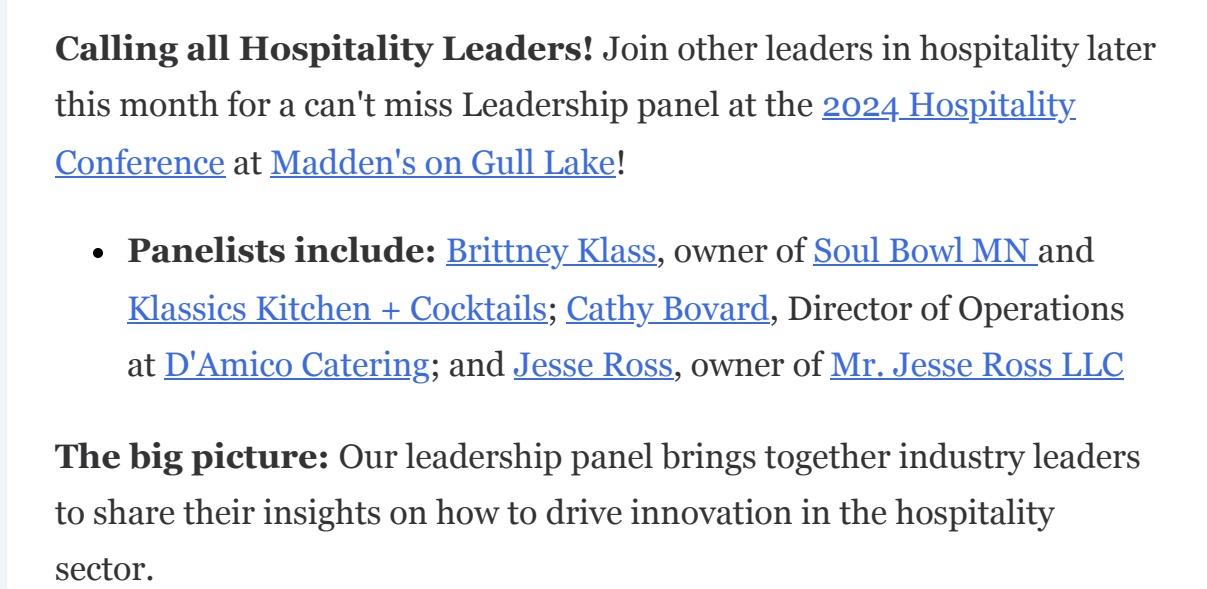 Calling all Hospitality Leaders! Join other leaders in hospitality later
this month for a can't miss Leadership panel at the 2024 Hospitality
Conference at Madden's on Gull Lake!
• Panelists include: Brittney Klass, owner of Soul Bowl MN and
Klassics Kitchen + Cocktails; Cathy Bovard, Director of Operations
at D'Amico Catering; and Jesse Ross, owner of Mr. Jesse Ross LLC
The big picture: Our leadership panel brings together industry leaders
to share their insights on how to drive innovation in the hospitality
sector.